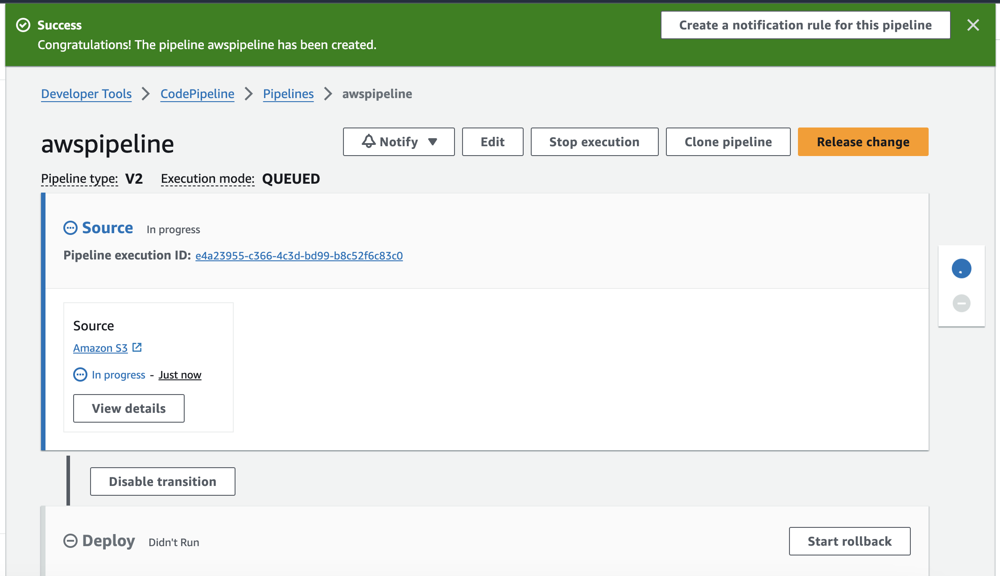 Success
Create a notification rule for this pipeline
Congratulations! The pipeline awspipeline has been created.
Developer Tools CodePipeline Pipelines awspipeline
awspipeline
Notify Edit Stop execution Clone pipeline Release change
Pipeline type: V2 Execution mode: QUEUED
Source In progress
Pipeline execution ID: e4a23955-c366-4c3d-bd99-b8c52f6c83c0
Source
Amazon S3
In progress - Just now
View details
Disable transition
Deploy Didn't Run
Start rollback